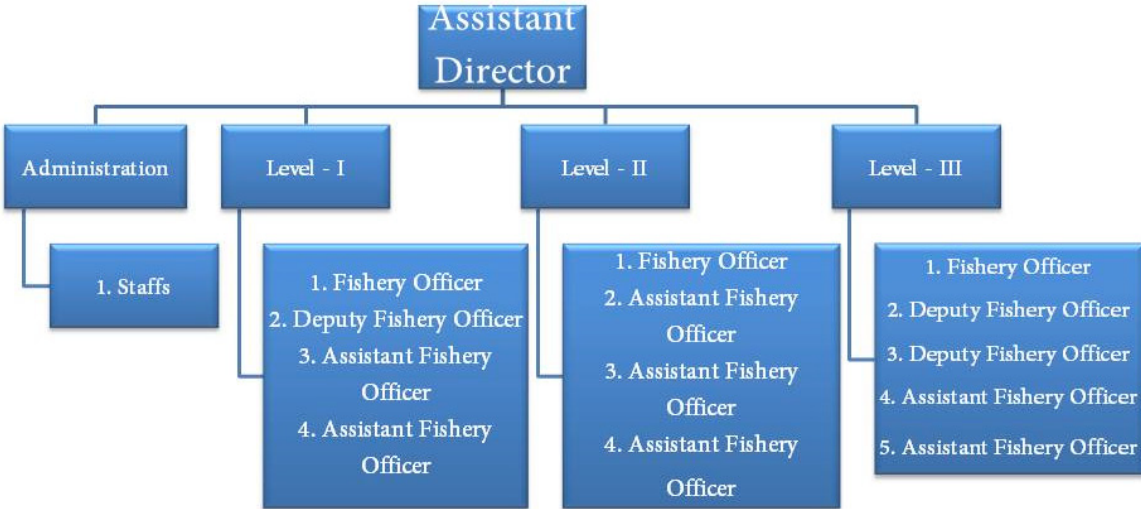 Assistant
Director
Administration
Level - I
Level - II
Level - III
1. Staffs
1. Fishery Officer
2. Deputy Fishery Officer
3. Assistant Fishery
Officer
4. Assistant Fishery
Officer
1. Fishery Officer
2. Assistant Fishery
Officer
3. Assistant Fishery
Officer
4. Assistant Fishery
Officer
1. Fishery Officer
2. Deputy Fishery Officer
3. Deputy Fishery Officer
4. Assistant Fishery Officer
5. Assistant Fishery Officer